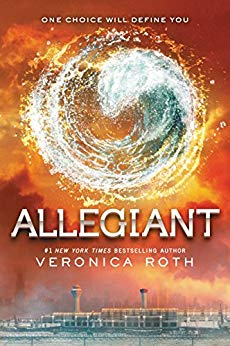 ONE CHOICE WILL DEFINE YOU
ALLEGIANT
#1 NEW YORK TIMES BESTSELLING AUTHOR
VERONICA ROTH